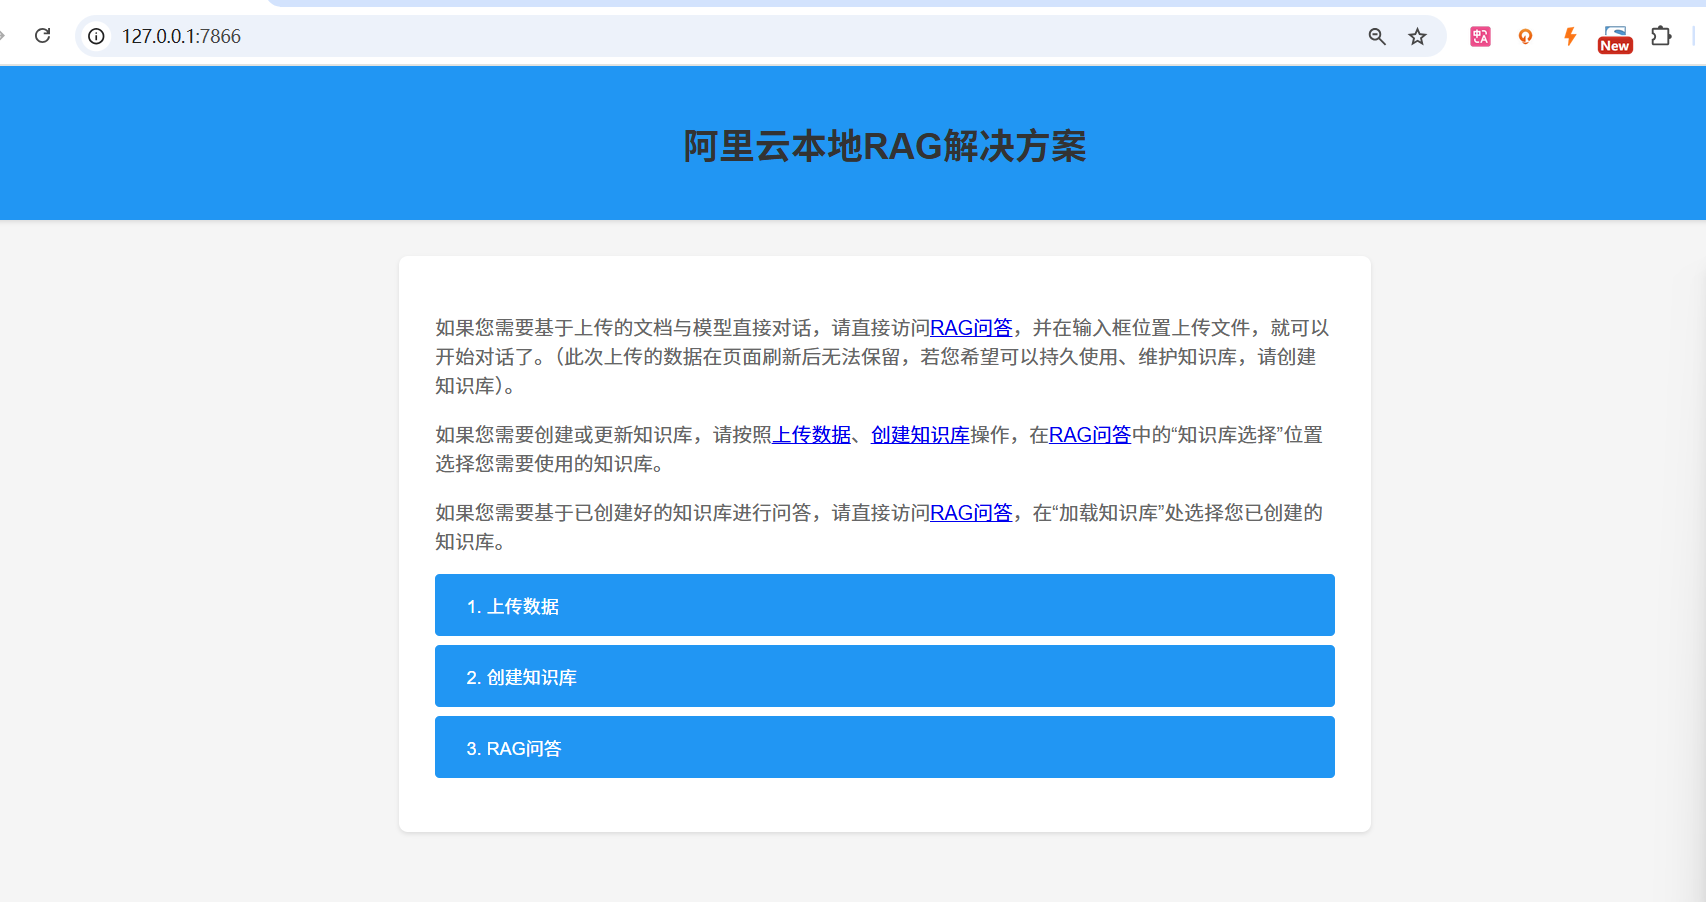 127.0.0.1:7866
New
阿里云本地RAG解决方案
如果您需要基于上传的文档与模型直接对话，请直接访问RAG问答，并在输入框位置上传文件，就可以
开始对话了。（此次上传的数据在页面刷新后无法保留，若您希望可以持久使用、维护知识库，请创建
知识库）。
如果您需要创建或更新知识库，请按照上传数据、创建知识库操作，在RAG问答中的“知识库选择”位置
选择您需要使用的知识库。
如果您需要基于已创建好的知识库进行问答，请直接访问RAG问答，在“加载知识库”处选择您已创建的
知识库。
1. 上传数据
2. 创建知识库
3. RAG问答